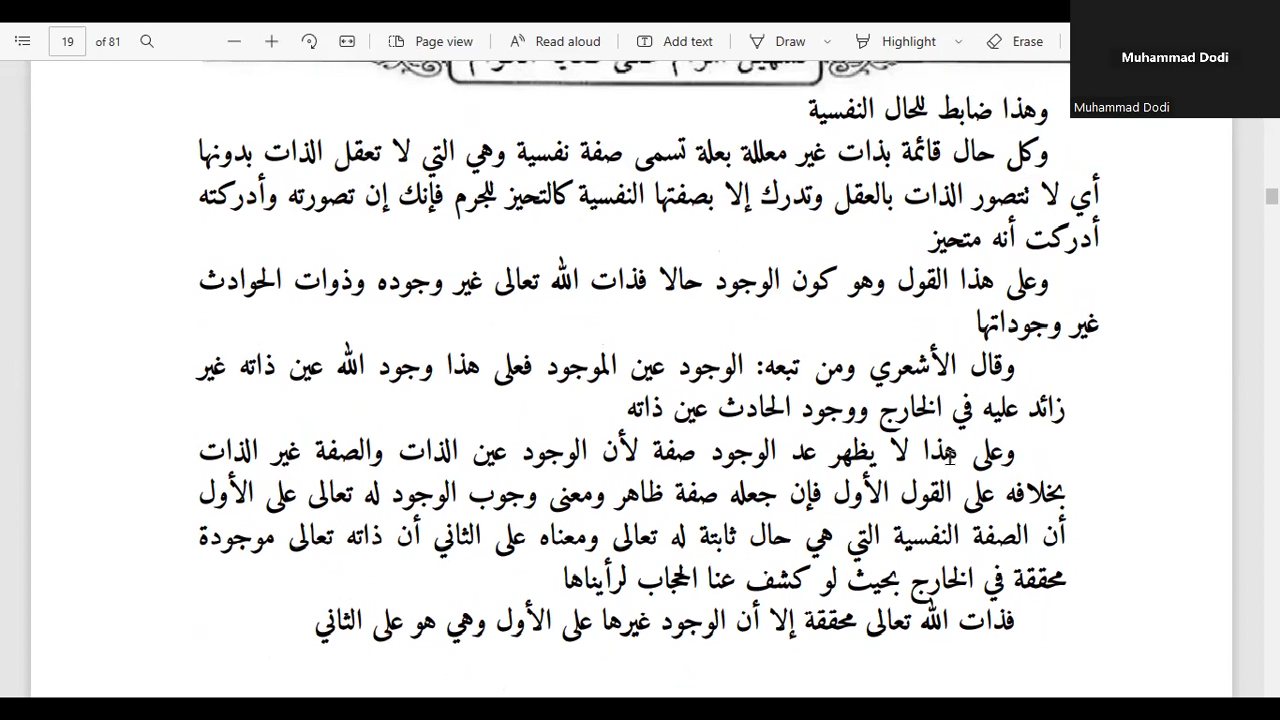 19 of 81 Page view Read aloud Add text Draw Highlight Erase
Muhammad Dodi
Muhammad Dodi
وهذا ضابط للحال النفسية
وكل حال قائمة بذات غير معللة بعلة تسمى صفة نفسية وهي التي لا تعقل الذات بدونها
أي لا تتصور الذات بالعقل وتدرك إلا بصفتها النفسية كالتحيز للجرم فإنك إن تصورته وأدركته
أدركت أنه متحيز
وعلى هذا القول وهو كون الوجود حالا فذات الله تعالى غير وجوده وذوات الحوادث
غير وجوداتها
وقال الأشعري ومن تبعه: الوجود عين الموجود فعلى هذا وجود الله عين ذاته غير
زائد عليه في الخارج ووجود الحادث عين ذاته
وعلى هذا لا يظهر عد الوجود صفة لأن الوجود عين الذات والصفة غير الذات
بخلافه على القول الأول فإن جعله صفة ظاهر ومعنى وجوب الوجود له تعالى على الأول
أن الصفة النفسية التي هي حال ثابتة له تعالى ومعناه على الثاني أن ذاته تعالى موجودة
محققة في الخارج بحيث لو كشف عنا الحجاب لرأيناها
فذات الله تعالى محققة إلا أن الوجود غيرها على الأول وهي هو على الثاني